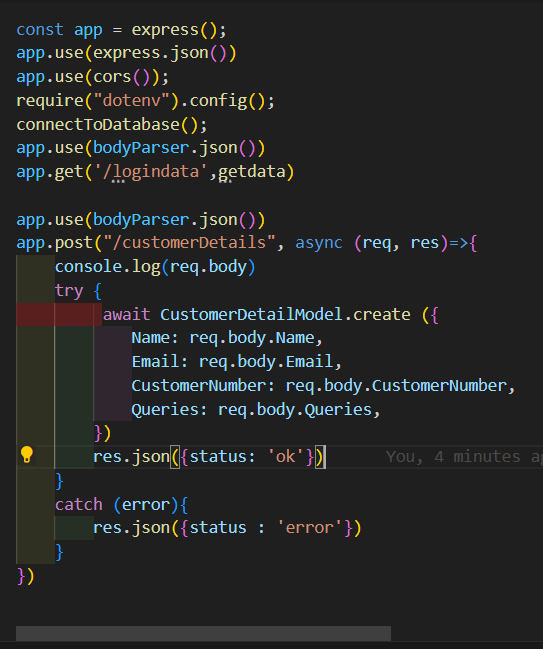 const app = express();
app.use(express.json())
app.use(cors());
require("dotenv").config();
connectToDatabase();
app.use(bodyParser.json())
app.get('/logindata',getdata)
app.use(bodyParser.json())
app.post("/customerDetails", async (req, res)=>{
console.log(req.body)
try {
await CustomerDetailModel.create ({
Name: req.body.Name,
Email: req.body.Email,
CustomerNumber: req.body.CustomerNumber,
Queries: req.body.Queries,
})
res.json({status: 'ok'}) You, 4 minutes
}
catch (error){
res.json({status : 'error'})
}
})